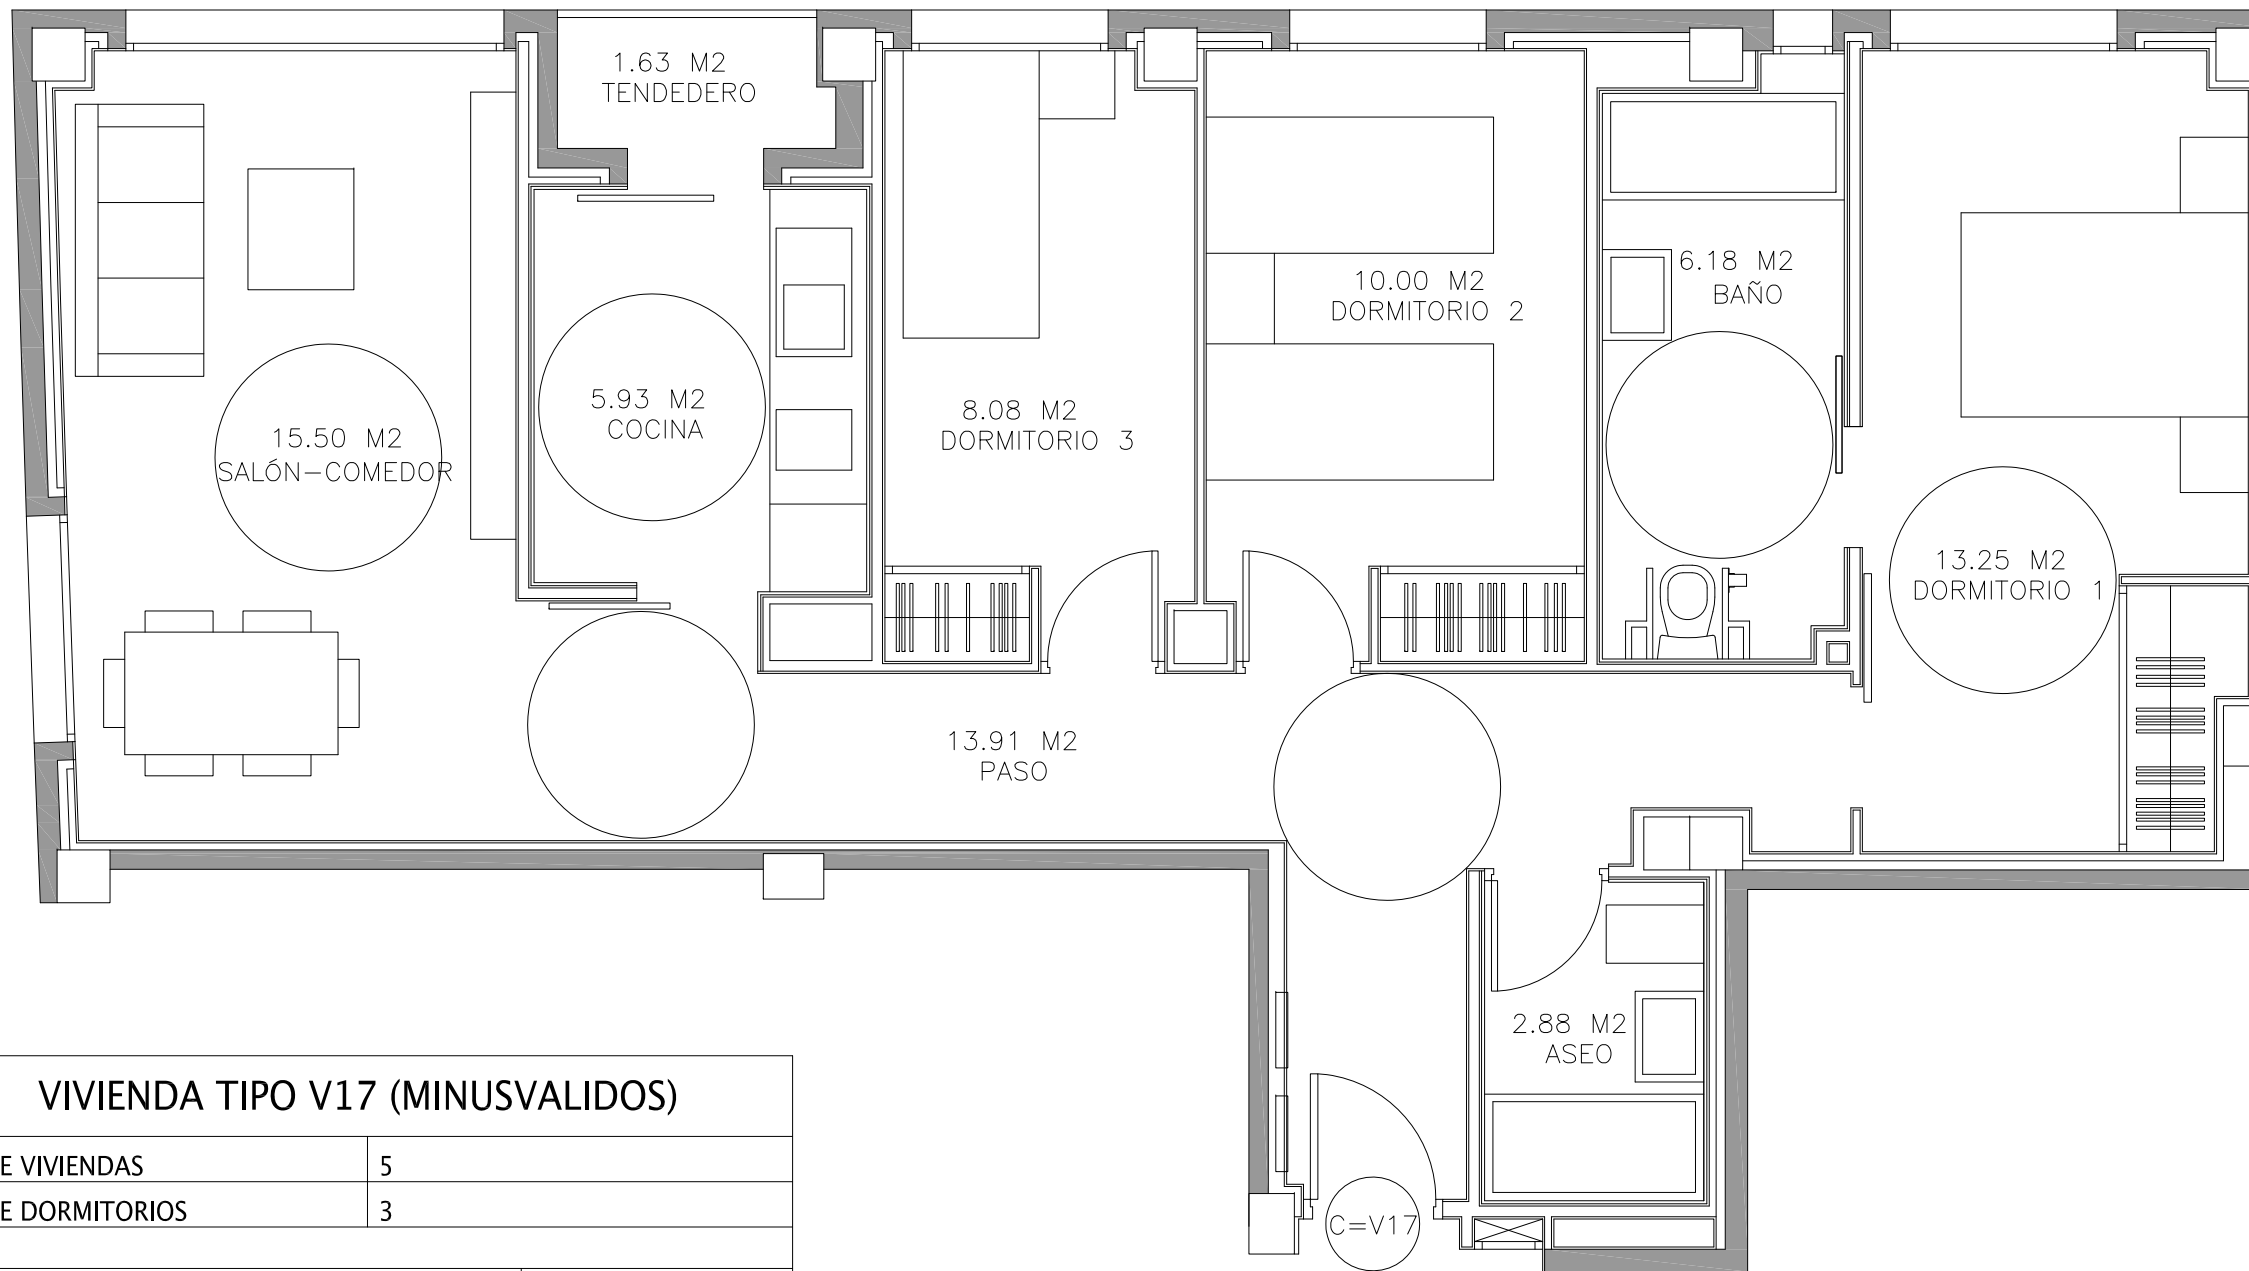 1.63 M2
TENDEDERO
15.50 M2
SALÓN-COMEDOR
5.93 M2
COCINA
8.08 M2
DORMITORIO 3
10.00 M2
DORMITORIO 2
6.18 M2
BAÑO
13.25 M2
DORMITORIO 1
13.91 M2
PASO
2.88 M2
ASEO
C=V17
VIVIENDA TIPO V17 (MINUSVALIDOS)
E VIVIENDAS 5
E DORMITORIOS 3